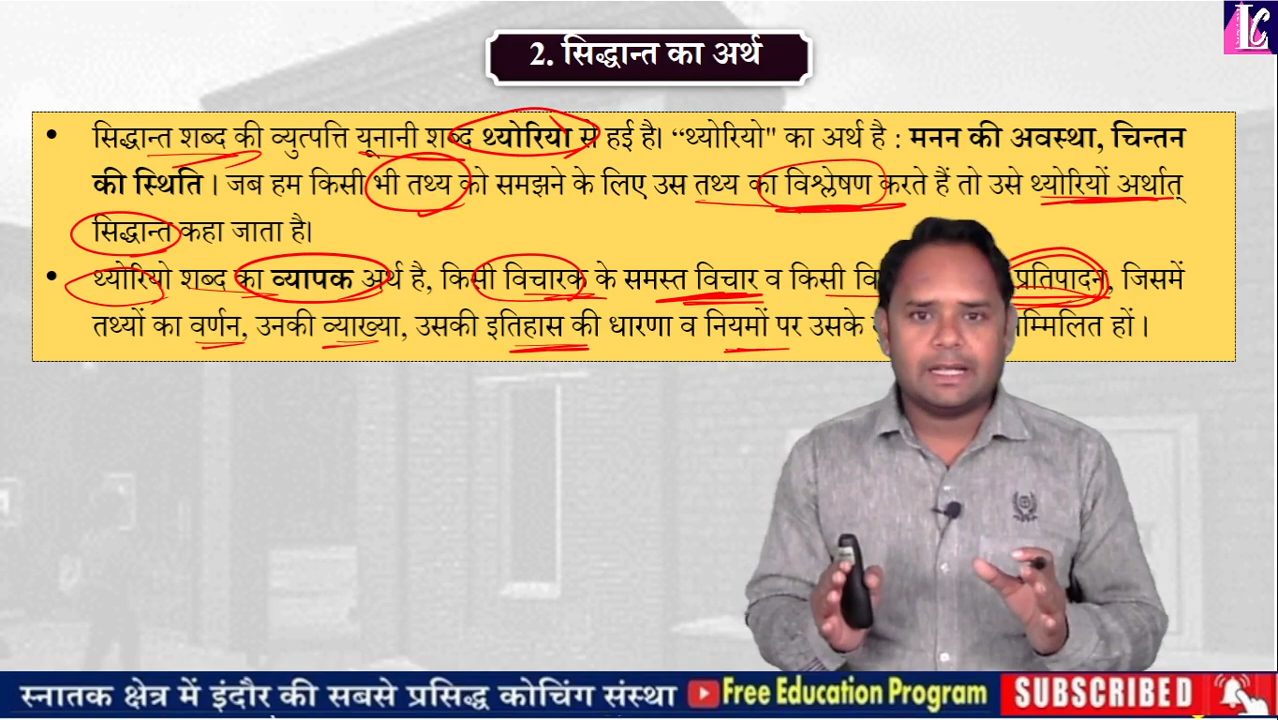 LC
2. सिद्धान्त का अर्थ
• सिद्धान्त शब्द की व्युत्पत्ति यूनानी शब्द थ्योरिया से हुई है। “थ्योरियो" का अर्थ है : मनन की अवस्था, चिन्तन
की स्थिति । जब हम किसी भी तथ्य को समझने के लिए उस तथ्य का विश्लेषण करते हैं तो उसे थ्योरियों अर्थात्
सिद्धान्त कहा जाता है।
• थ्योरियो शब्द का व्यापक अर्थ है, किसी विचारक के समस्त विचार व किसी प्रतिपादन, जिसमें
तथ्यों का वर्णन, उनकी व्याख्या, उसकी इतिहास की धारणा व नियमों पर उसके हों ।
स्नातक क्षेत्र में इंदौर की सबसे प्रसिद्ध कोचिंग संस्था Free Education Program SUBSCRIBED